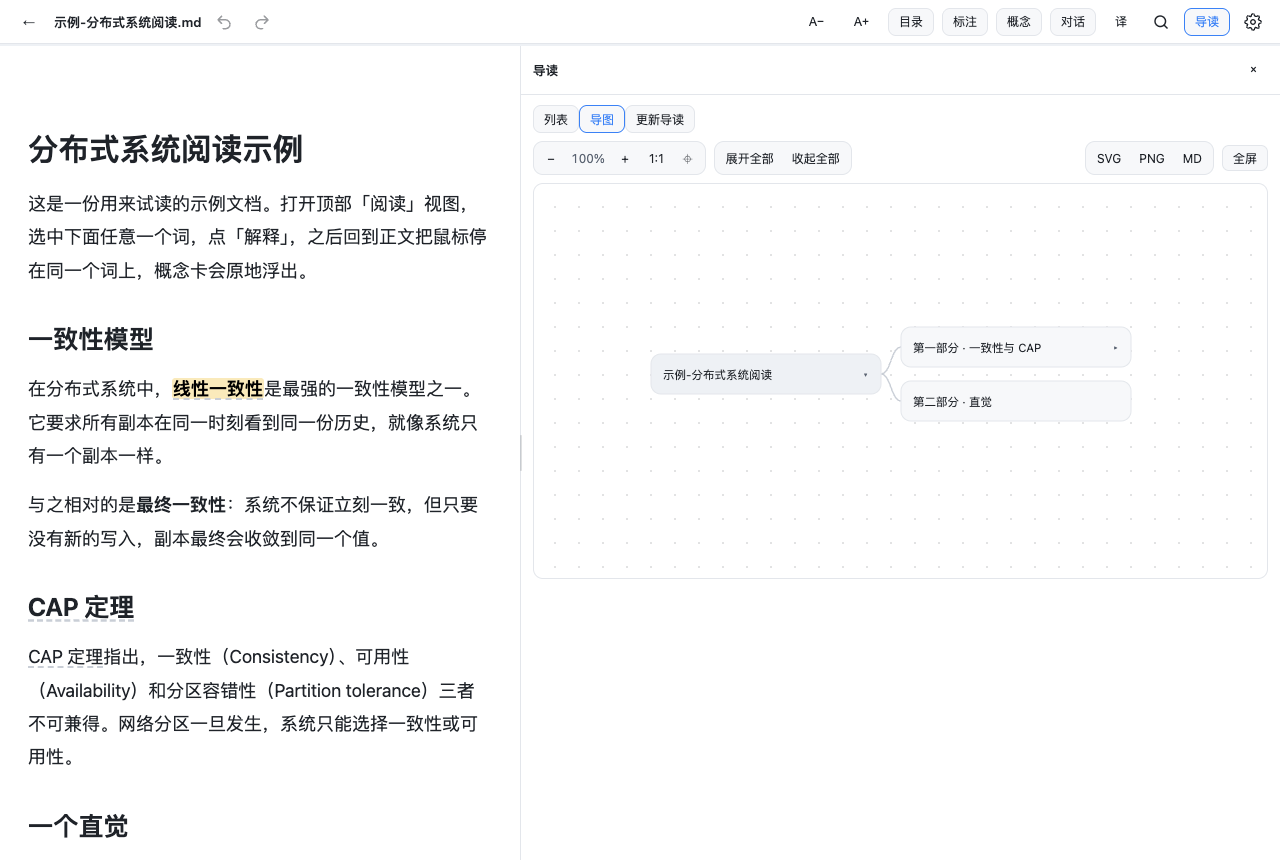 ← 示例-分布式系统阅读.md
A− A+ 目录 标注 概念 对话 译 导读
分布式系统阅读示例
这是一份用来试读的示例文档。打开顶部「阅读」视图，
选中下面任意一个词，点「解释」，之后回到正文把鼠标停
在同一个词上，概念卡会原地浮出。
一致性模型
在分布式系统中，线性一致性是最强的一致性模型之一。
它要求所有副本在同一时刻看到同一份历史，就像系统只
有一个副本一样。
与之相对的是最终一致性：系统不保证立刻一致，但只要
没有新的写入，副本最终会收敛到同一个值。
CAP 定理
CAP 定理指出，一致性（Consistency）、可用性
（Availability）和分区容错性（Partition tolerance）三者
不可兼得。网络分区一旦发生，系统只能选择一致性或可
用性。
一个直觉
导读 ×
列表 导图 更新导读
− 100% + 1:1 展开全部 收起全部 SVG PNG MD 全屏
示例-分布式系统阅读
第一部分 · 一致性与 CAP
第二部分 · 直觉